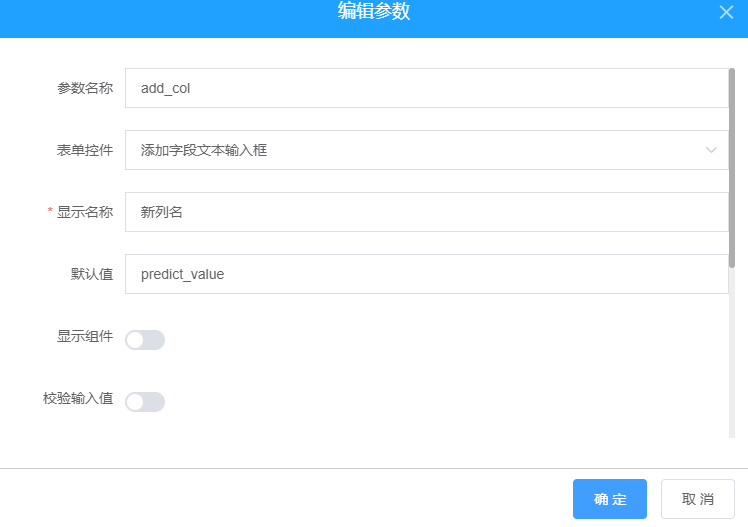 编辑参数
参数名称 add_col
表单控件 添加字段文本输入框
* 显示名称 新列名
默认值 predict_value
显示组件
校验输入值
确定 取消